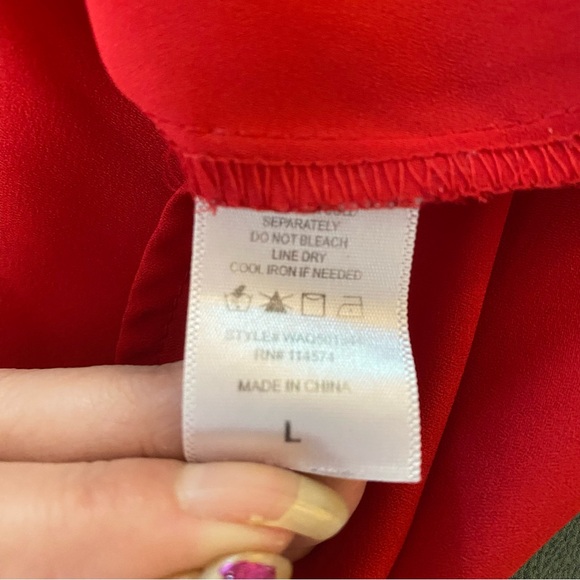 SEPARATELY
DO NOT BLEACH
LINE DRY
COOL IRON IF NEEDED
STYLE#
RN# 114574
MADE IN CHINA
L